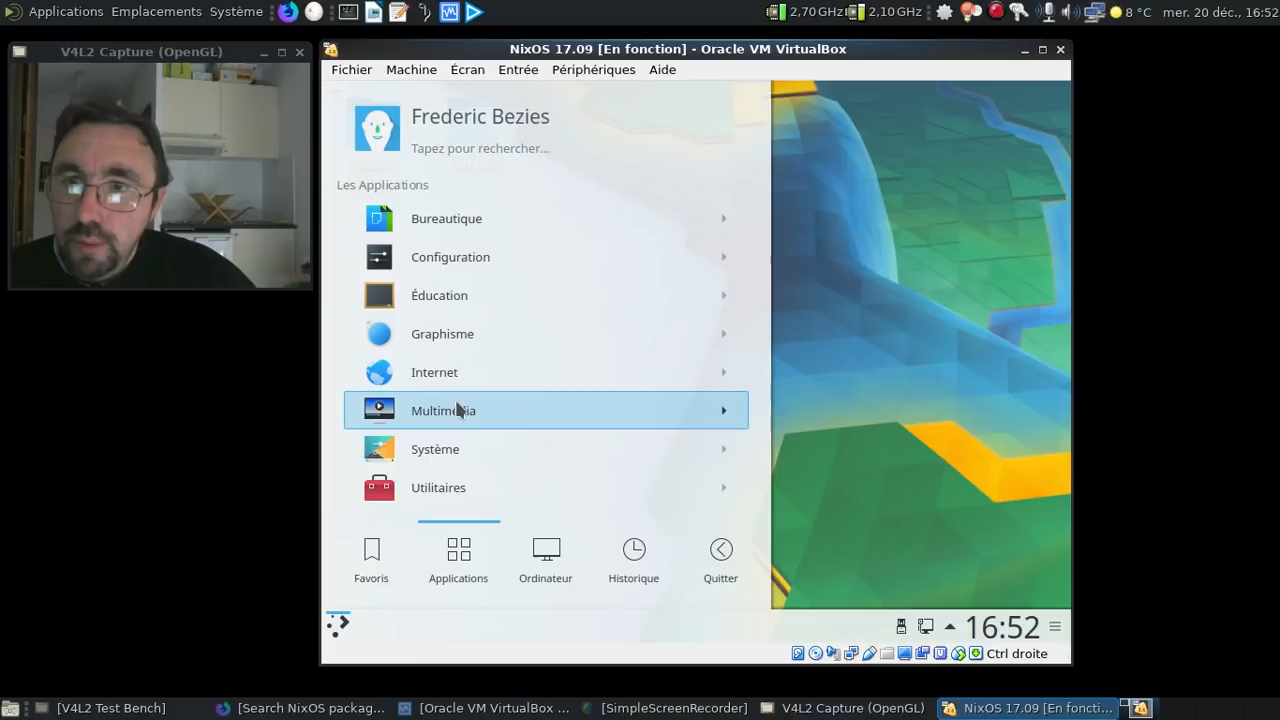 Applications Emplacements Système 2,70 GHz 2,10 GHz 8 °C mer. 20 déc., 16:52
V4L2 Capture (OpenGL)
NixOS 17.09 [En fonction] - Oracle VM VirtualBox
Fichier Machine Écran Entrée Périphériques Aide
Frederic Bezies
Tapez pour rechercher...
Les Applications
Bureautique
Configuration
Éducation
Graphisme
Internet
Multimédia
Système
Utilitaires
Favoris Applications Ordinateur Historique Quitter
16:52
Ctrl droite
[V4L2 Test Bench] [Search NixOS packag... [Oracle VM VirtualBox ... [SimpleScreenRecorder] V4L2 Capture (OpenGL) NixOS 17.09 [En foncti...